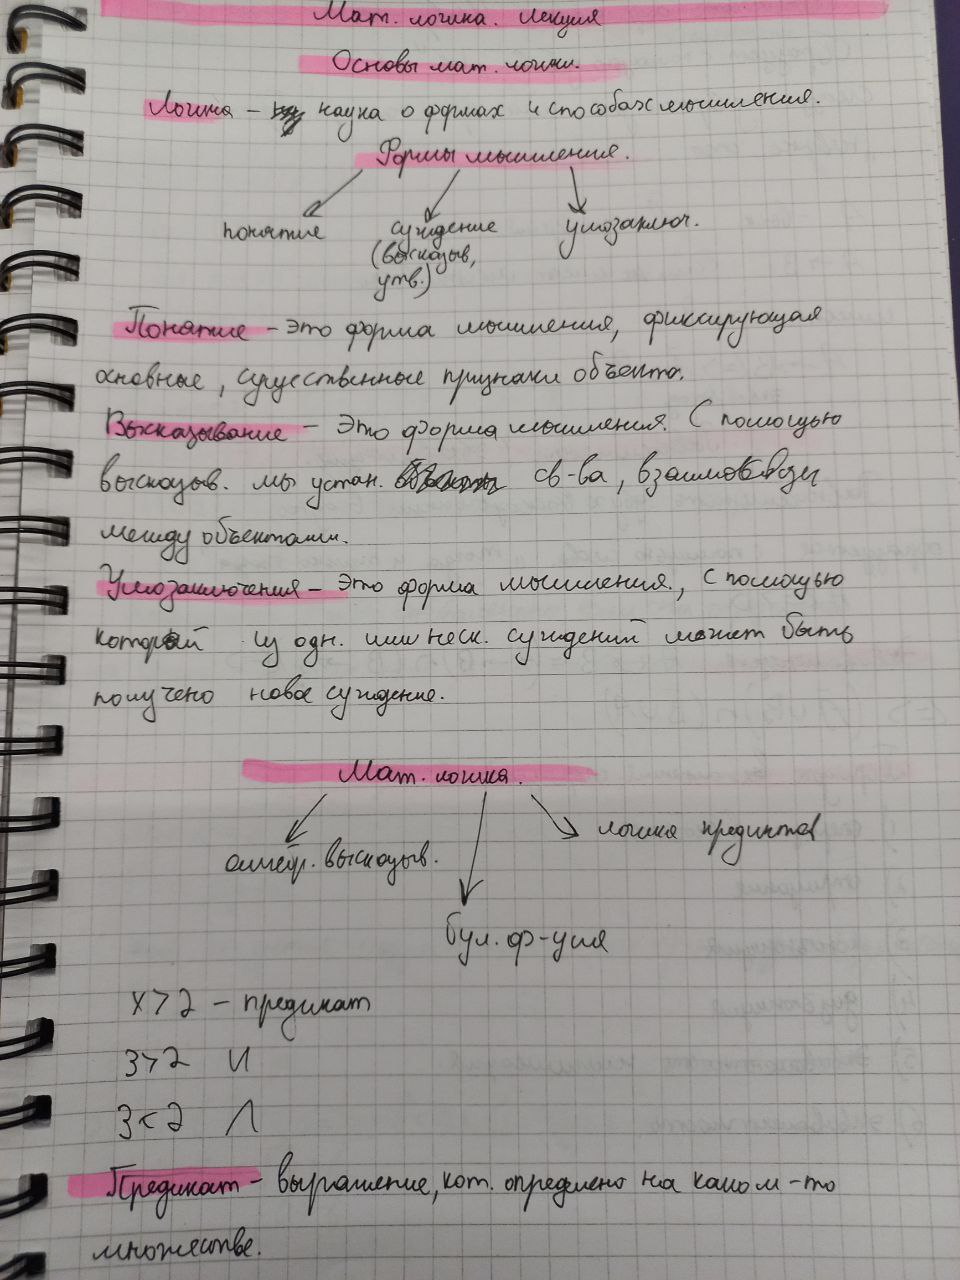 Мат. логика. Лекция
Основы мат. логики.
Логика - наука о формах и способах мышления.
Формы мышления.
понятие суждение умозаключ.
(высказыв,
утв.)
Понятие - это форма мышления, фиксирующая
основные, существенные признаки объекта.
Высказывание - это форма мышления. С помощью
высказыв. мы устан. св-ва, взаимосвязи
между объектами.
Умозаключения - это форма мышления, с помощью
которой из одн. или неск. суждений может быть
получено новое суждение.
Мат. логика.
логика предикатов
алгебр. высказыв.
бул. ф-ция
x>2 - предикат
3>2 И
3<2 Л
Предикат - выражение, кот. определено на каком-то
множестве.